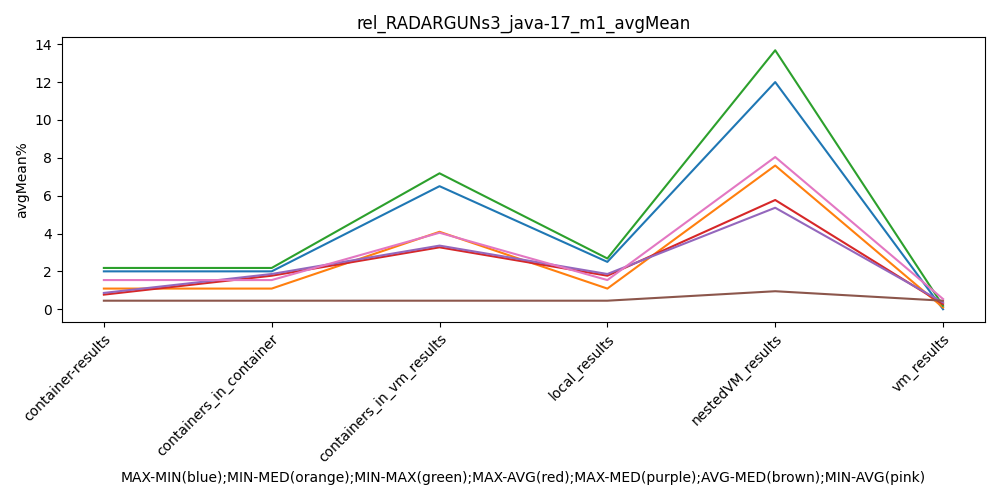 rel_RADARGUNs3_java-17_m1_avgMean
avgMean%
14
12
10
8
6
4
2
0
container-results
containers_in_container
containers_in_vm_results
local_results
nestedVM_results
vm_results
MAX-MIN(blue);MIN-MED(orange);MIN-MAX(green);MAX-AVG(red);MAX-MED(purple);AVG-MED(brown);MIN-AVG(pink)